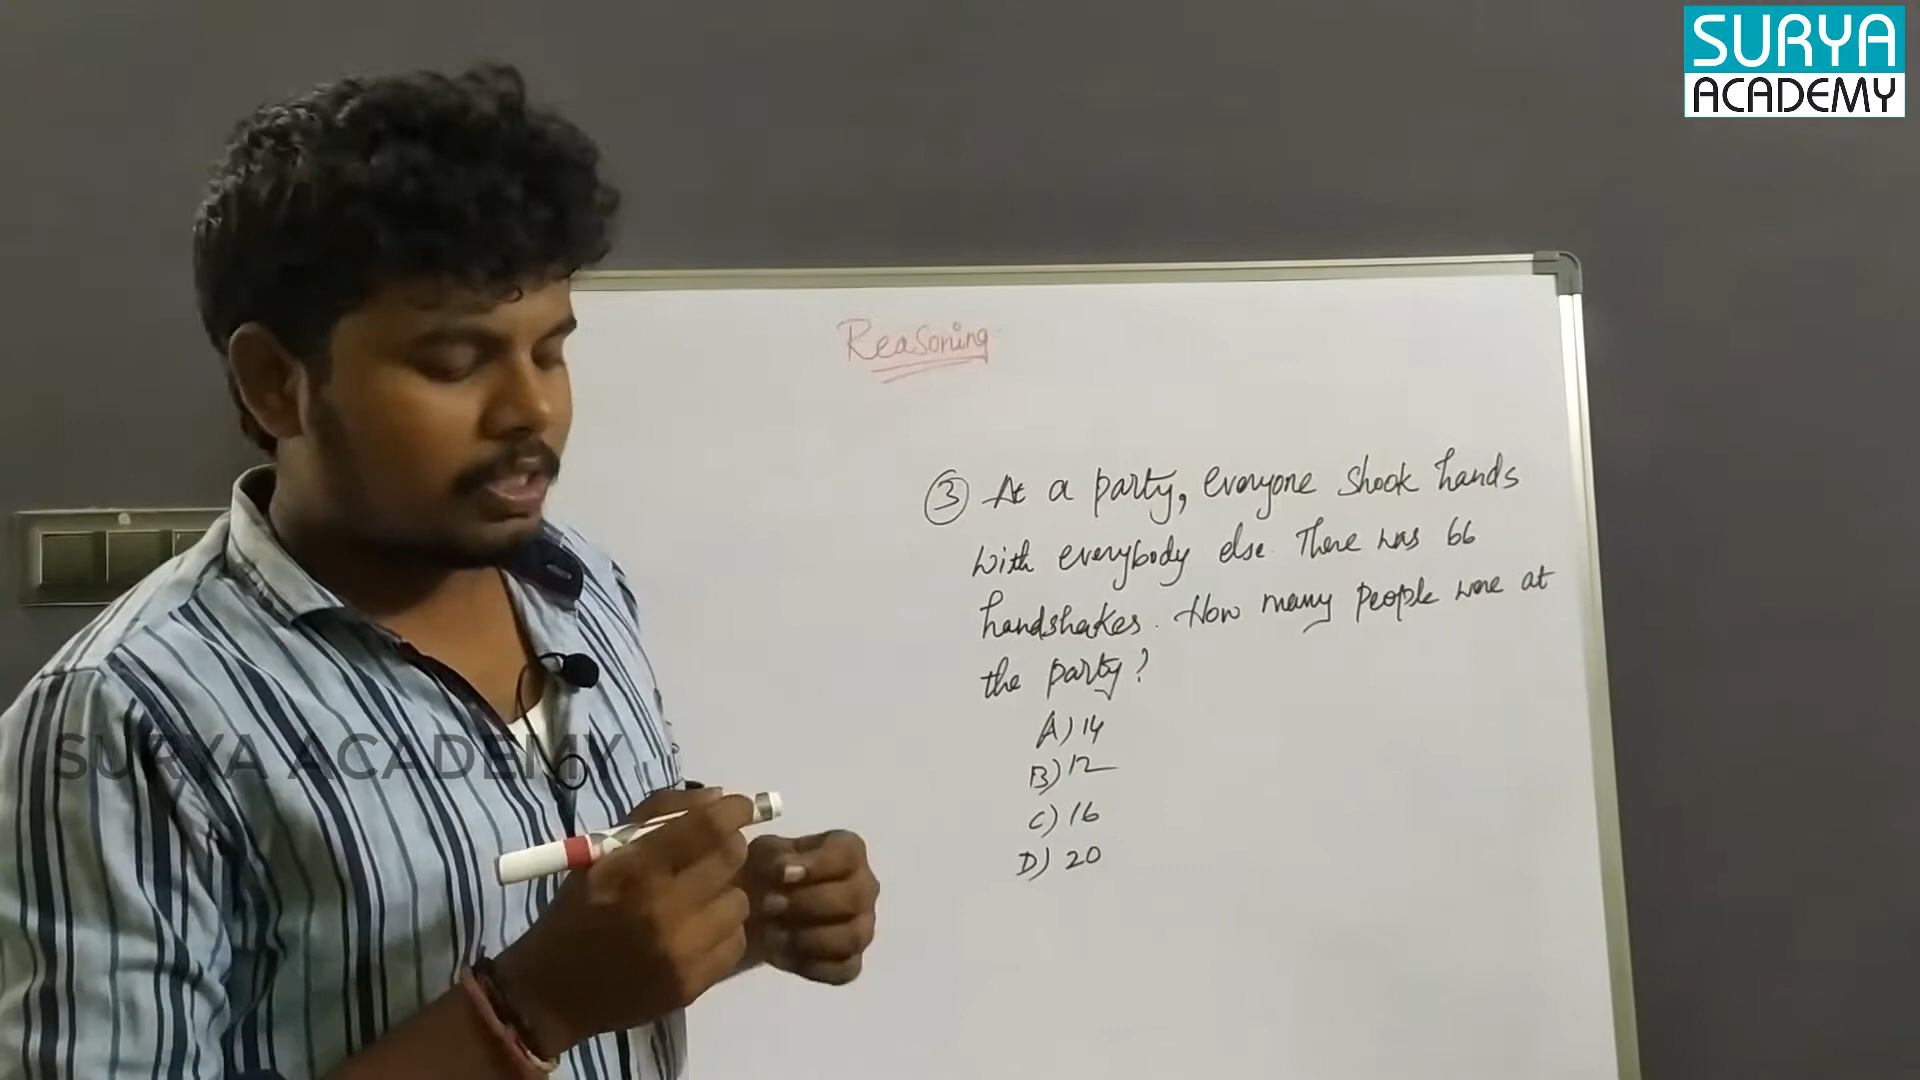 SURYA
ACADEMY
Reasoning
③ At a party, everyone shook hands
with everybody else. There was 66
handshakes. How many people were at
the party?
A) 14
B) 12
C) 16
D) 20
SURYA ACADEMY